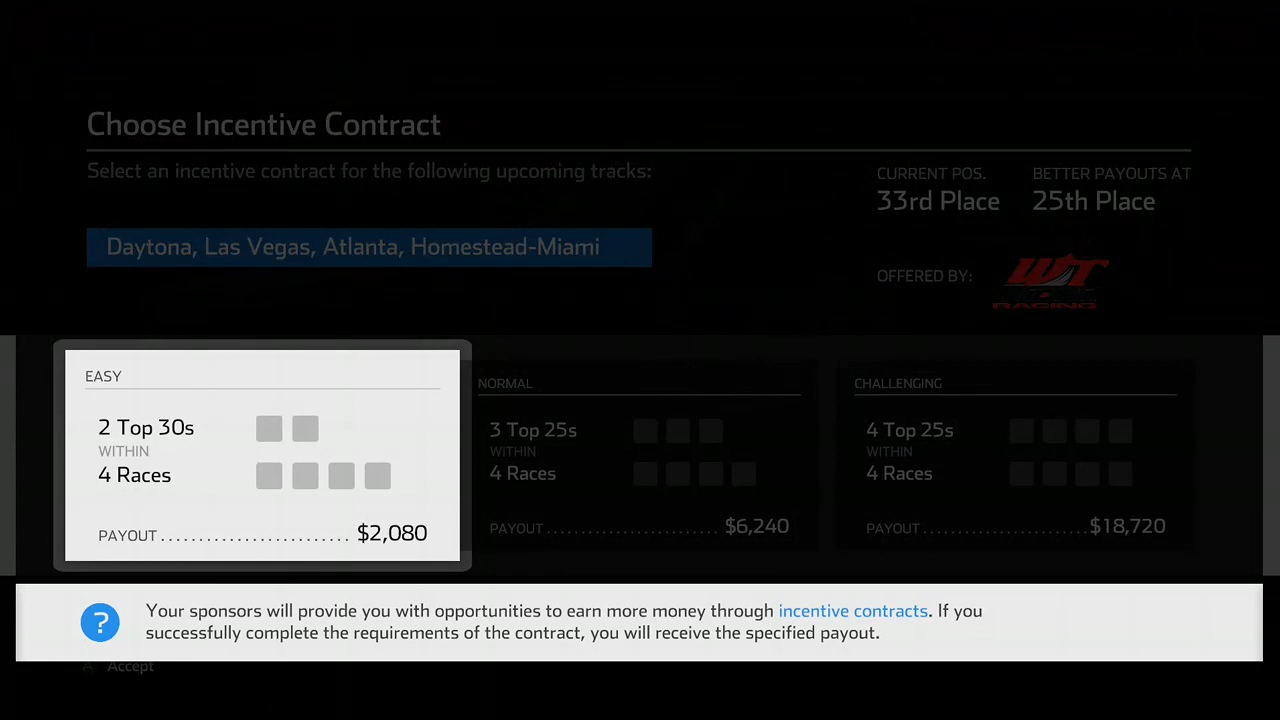 Choose Incentive Contract
Select an incentive contract for the following upcoming tracks:
CURRENT POS.
33rd Place
BETTER PAYOUTS AT
25th Place
Daytona, Las Vegas, Atlanta, Homestead-Miami
OFFERED BY:
WT
RACING
EASY
2 Top 30s
WITHIN
4 Races
PAYOUT ......................... $2,080
NORMAL
3 Top 25s
WITHIN
4 Races
PAYOUT ......................... $6,240
CHALLENGING
4 Top 25s
WITHIN
4 Races
PAYOUT ......................... $18,720
?
Your sponsors will provide you with opportunities to earn more money through incentive contracts. If you
successfully complete the requirements of the contract, you will receive the specified payout.
A Accept